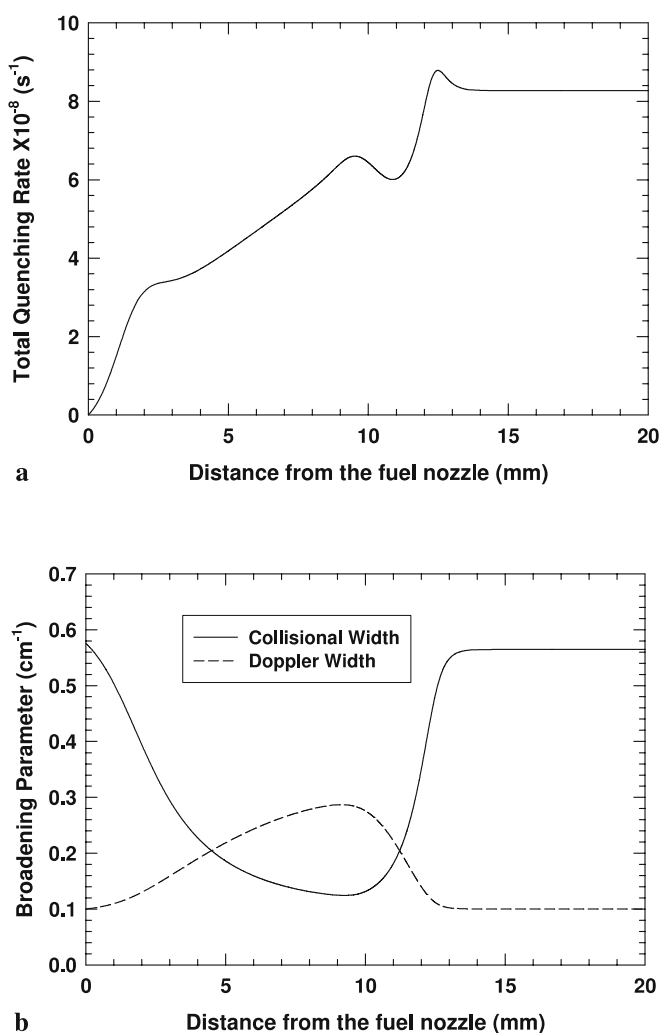 10
8
6
4
2
0
Total Quenching Rate X10⁻⁸ (s⁻¹)
0 5 10 15 20
a Distance from the fuel nozzle (mm)
0.7
0.6
0.5
0.4
0.3
0.2
0.1
0.0
Broadening Parameter (cm⁻¹)
Collisional Width
Doppler Width
0 5 10 15 20
b Distance from the fuel nozzle (mm)